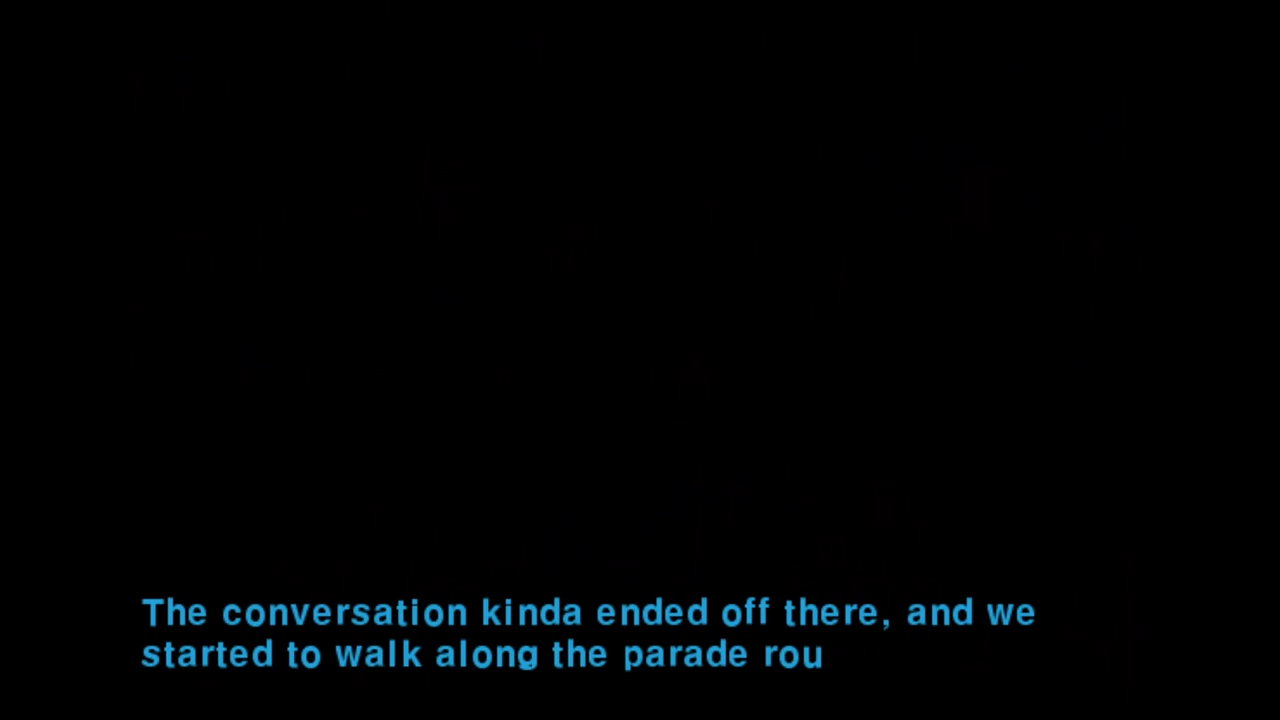 The conversation kinda ended off there, and we
started to walk along the parade rou